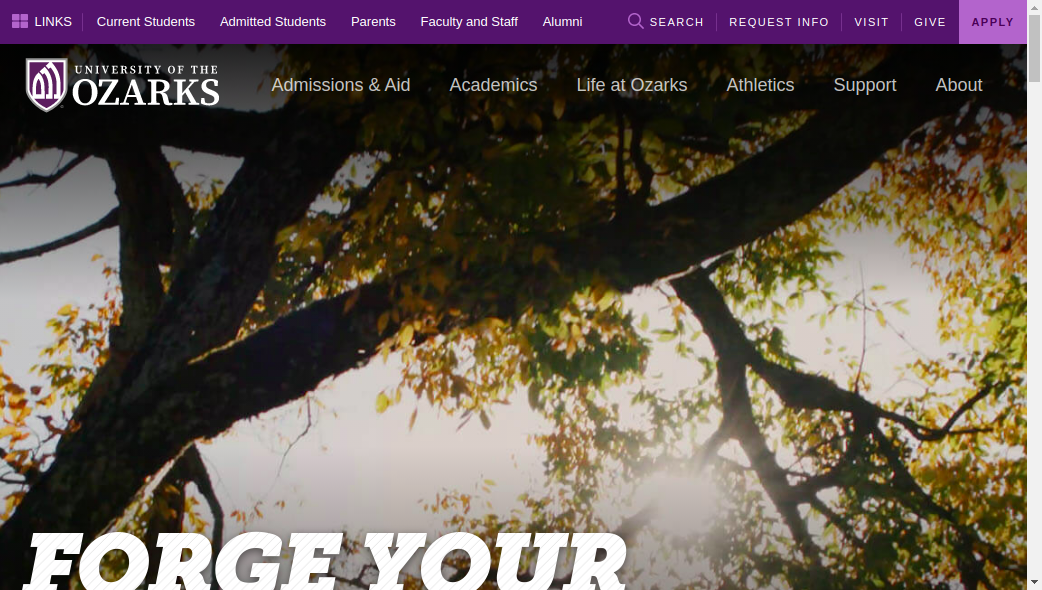 LINKS Current Students Admitted Students Parents Faculty and Staff Alumni SEARCH REQUEST INFO VISIT GIVE APPLY
UNIVERSITY OF THE
OZARKS
Admissions & Aid Academics Life at Ozarks Athletics Support About
FORGE YOUR